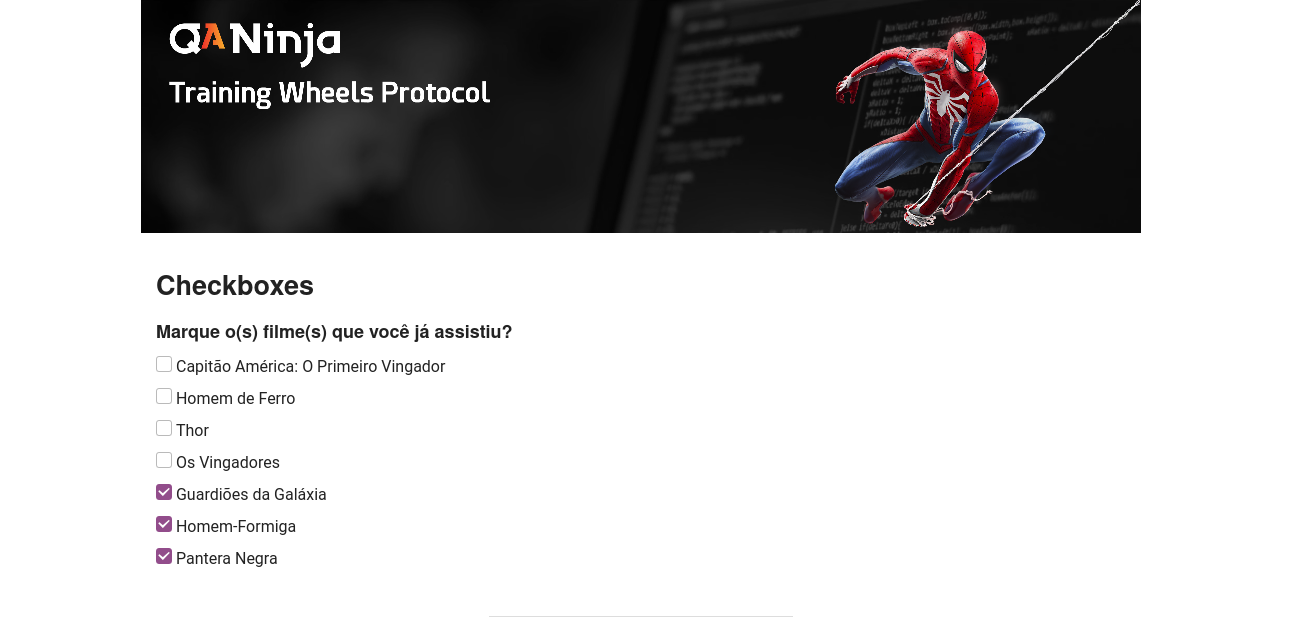 QANinja
Training Wheels Protocol
Checkboxes
Marque o(s) filme(s) que você já assistiu?
Capitão América: O Primeiro Vingador
Homem de Ferro
Thor
Os Vingadores
Guardiões da Galáxia
Homem-Formiga
Pantera Negra